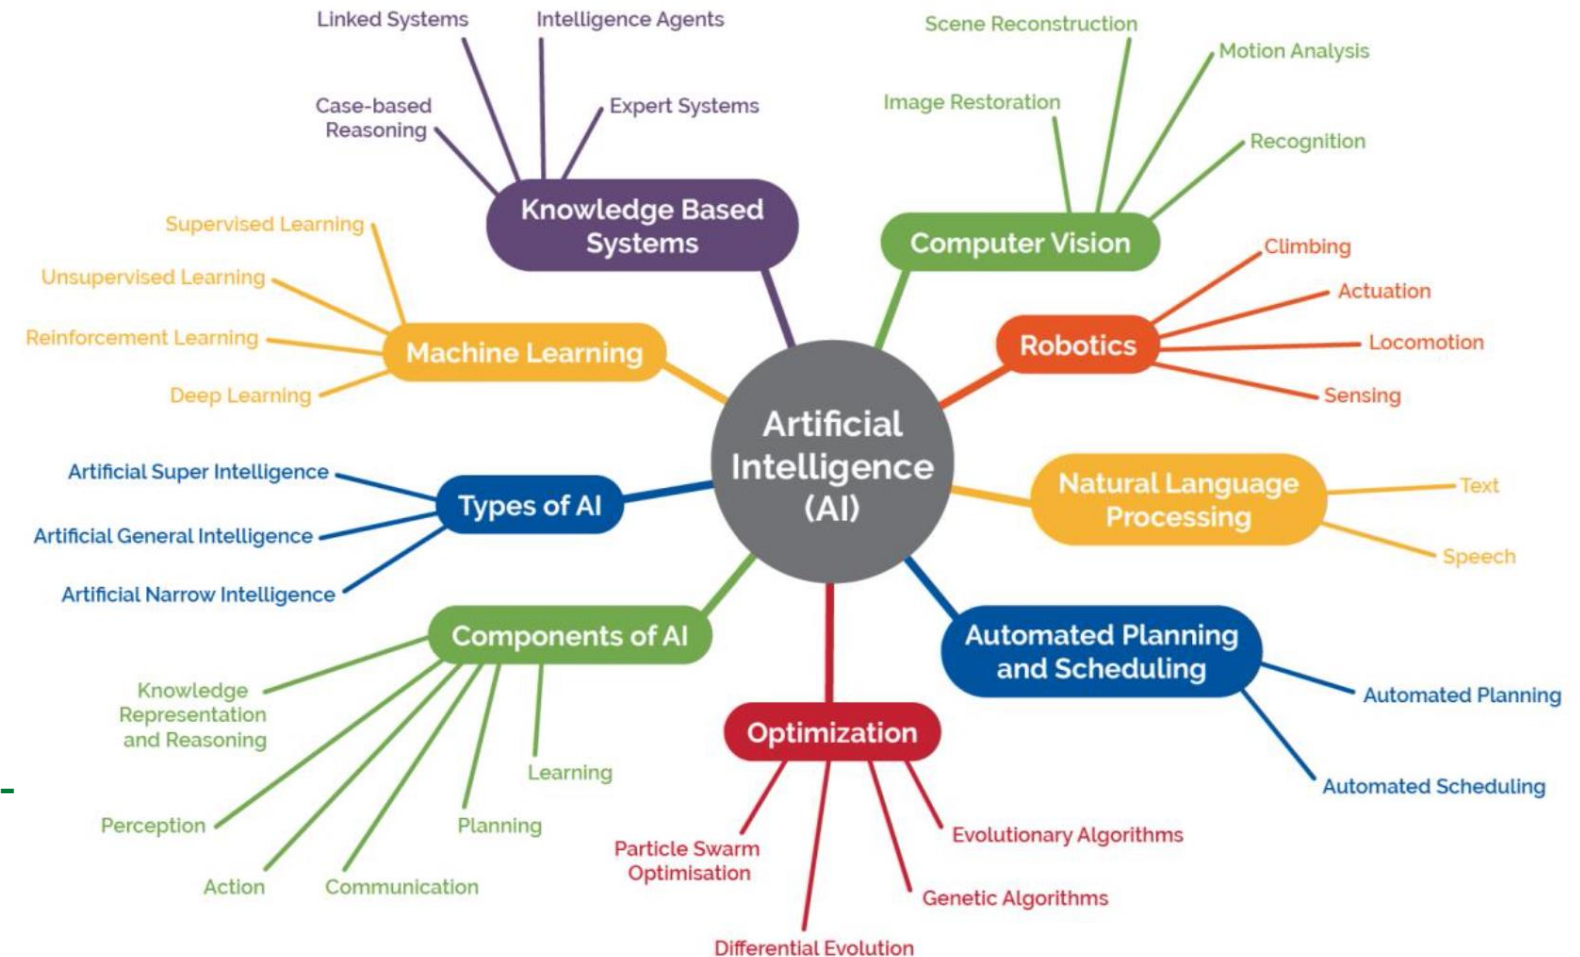 Linked Systems
Intelligence Agents
Case-based
Reasoning
Expert Systems
Knowledge Based
Systems
Scene Reconstruction
Motion Analysis
Image Restoration
Recognition
Computer Vision
Supervised Learning
Unsupervised Learning
Reinforcement Learning
Deep Learning
Machine Learning
Climbing
Actuation
Locomotion
Sensing
Robotics
Artificial
Intelligence
(AI)
Artificial Super Intelligence
Artificial General Intelligence
Artificial Narrow Intelligence
Types of AI
Natural Language
Processing
Text
Speech
Components of AI
Knowledge
Representation
and Reasoning
Perception
Action
Communication
Planning
Learning
Optimization
Particle Swarm
Optimisation
Differential Evolution
Genetic Algorithms
Evolutionary Algorithms
Automated Planning
and Scheduling
Automated Planning
Automated Scheduling